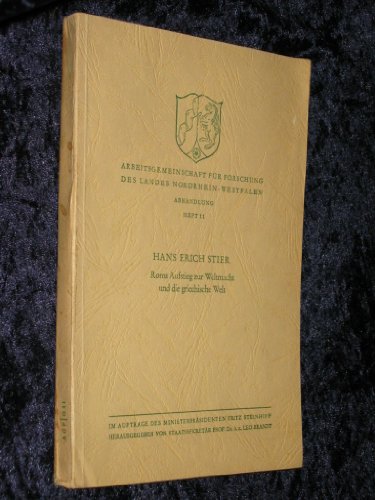 ARBEITSGEMEINSCHAFT FÜR FORSCHUNG
DES LANDES NORDRHEIN-WESTFALEN
ABHANDLUNG
HEFT 11
HANS ERICH STIER
Roms Aufstieg zur Weltmacht
und die griechische Welt
IM AUFTRAGE DES MINISTERPRÄSIDENTEN FRITZ STEINHOFF
HERAUSGEGEBEN VON STAATSSEKRETÄR PROF. Dr. h. c. LEO BRANDT